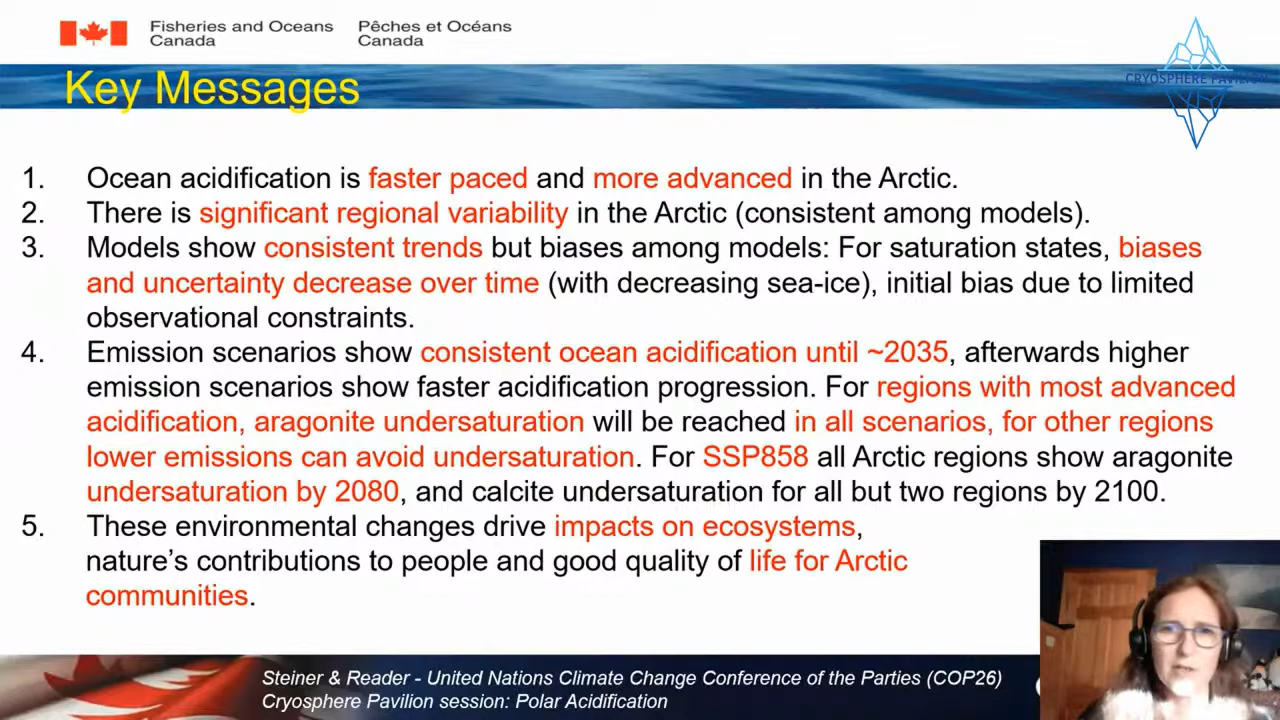 Fisheries and Oceans Pêches et Océans
Canada Canada
CRYOSPHERE PAVILION
Key Messages
1. Ocean acidification is faster paced and more advanced in the Arctic.
2. There is significant regional variability in the Arctic (consistent among models).
3. Models show consistent trends but biases among models: For saturation states, biases
and uncertainty decrease over time (with decreasing sea-ice), initial bias due to limited
observational constraints.
4. Emission scenarios show consistent ocean acidification until ~2035, afterwards higher
emission scenarios show faster acidification progression. For regions with most advanced
acidification, aragonite undersaturation will be reached in all scenarios, for other regions
lower emissions can avoid undersaturation. For SSP858 all Arctic regions show aragonite
undersaturation by 2080, and calcite undersaturation for all but two regions by 2100.
5. These environmental changes drive impacts on ecosystems,
nature’s contributions to people and good quality of life for Arctic
communities.
Steiner & Reader - United Nations Climate Change Conference of the Parties (COP26)
Cryosphere Pavilion session: Polar Acidification